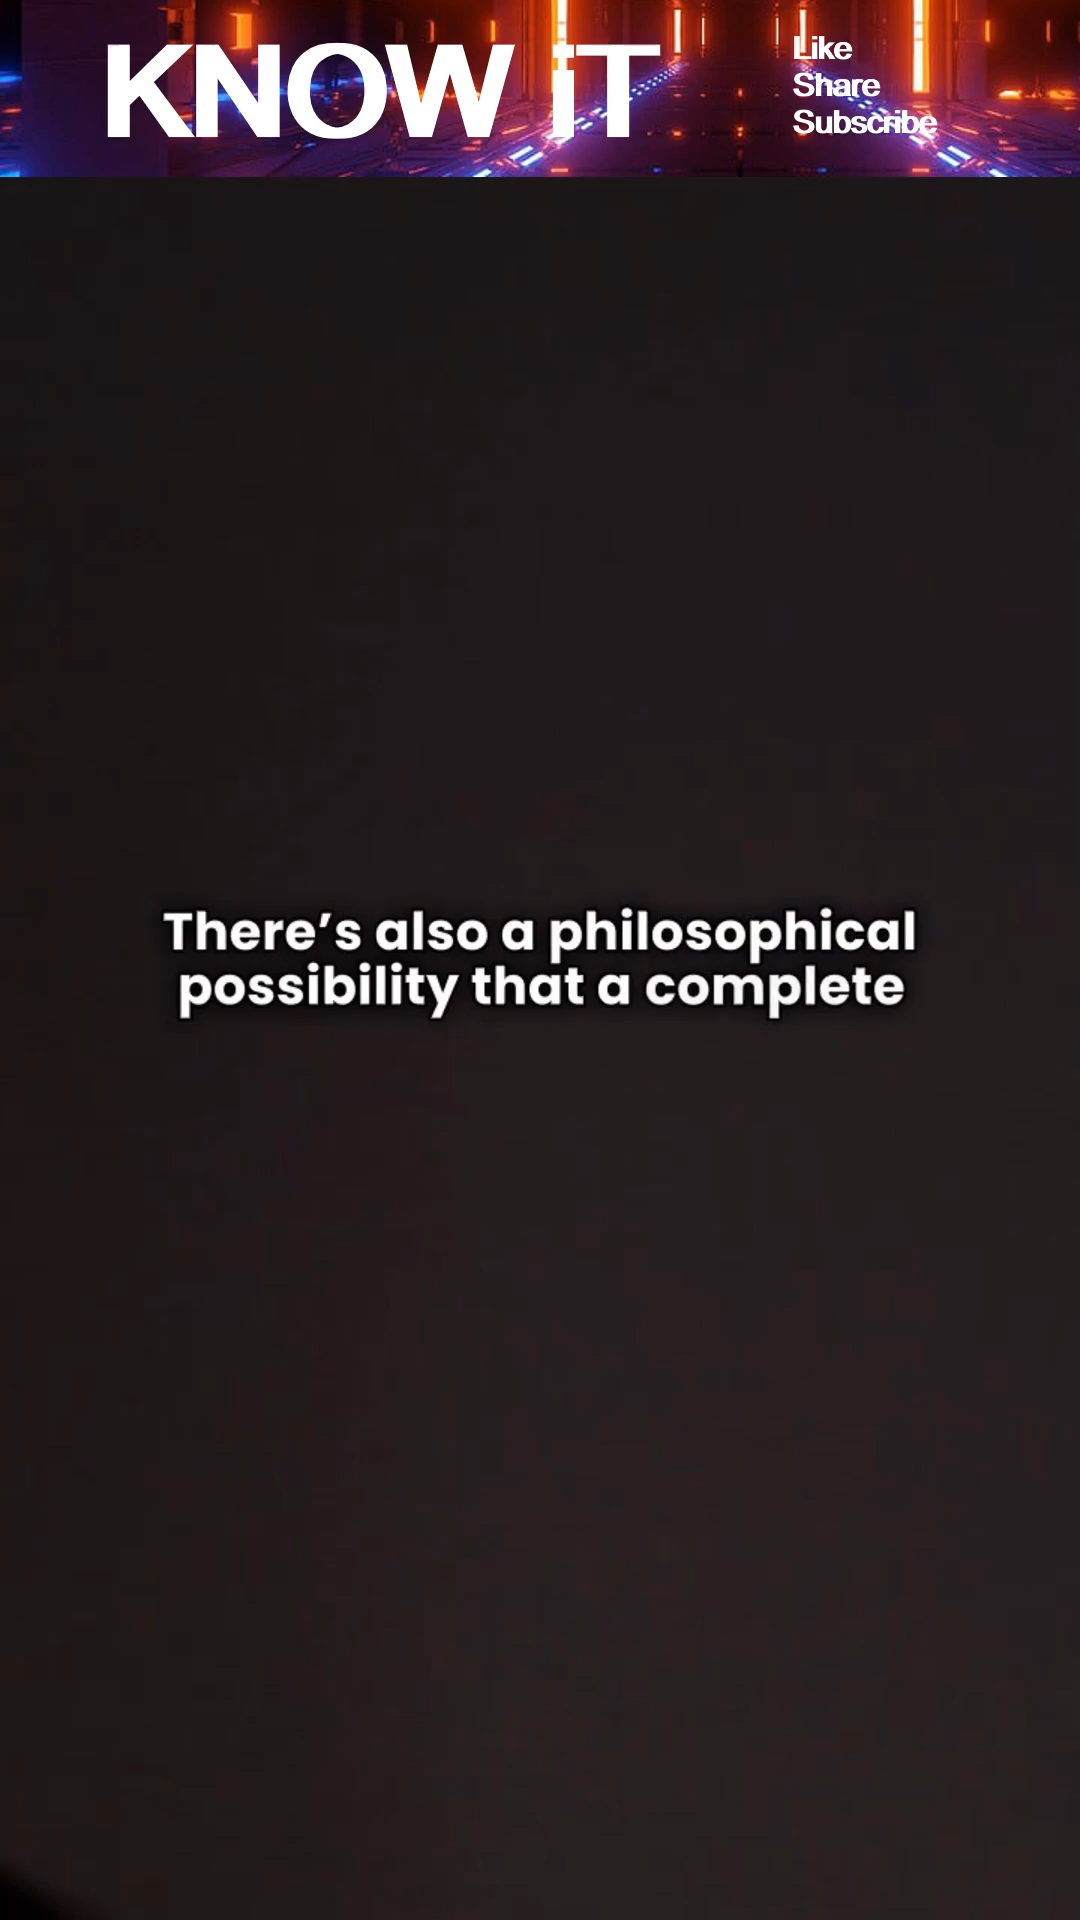 KNOW iT
Like
Share
Subscribe
There’s also a philosophical
possibility that a complete